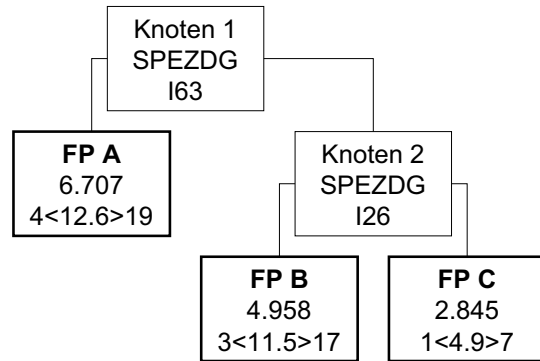 Knoten 1
SPEZDG
I63
FP A
6.707
4<12.6>19
Knoten 2
SPEZDG
I26
FP B
4.958
3<11.5>17
FP C
2.845
1<4.9>7